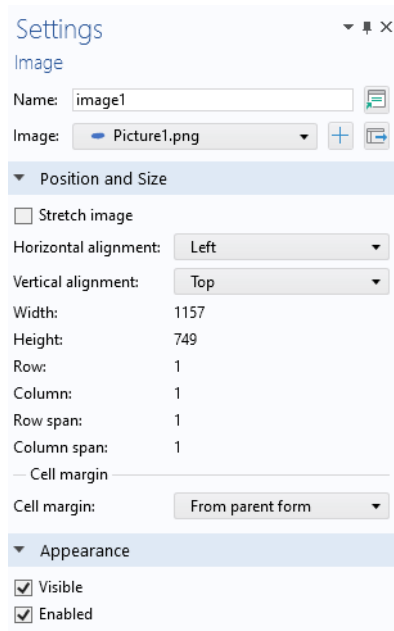 Settings
Image
Name: image1
Image: Picture1.png
Position and Size
Stretch image
Horizontal alignment: Left
Vertical alignment: Top
Width: 1157
Height: 749
Row: 1
Column: 1
Row span: 1
Column span: 1
Cell margin
Cell margin: From parent form
Appearance
Visible
Enabled